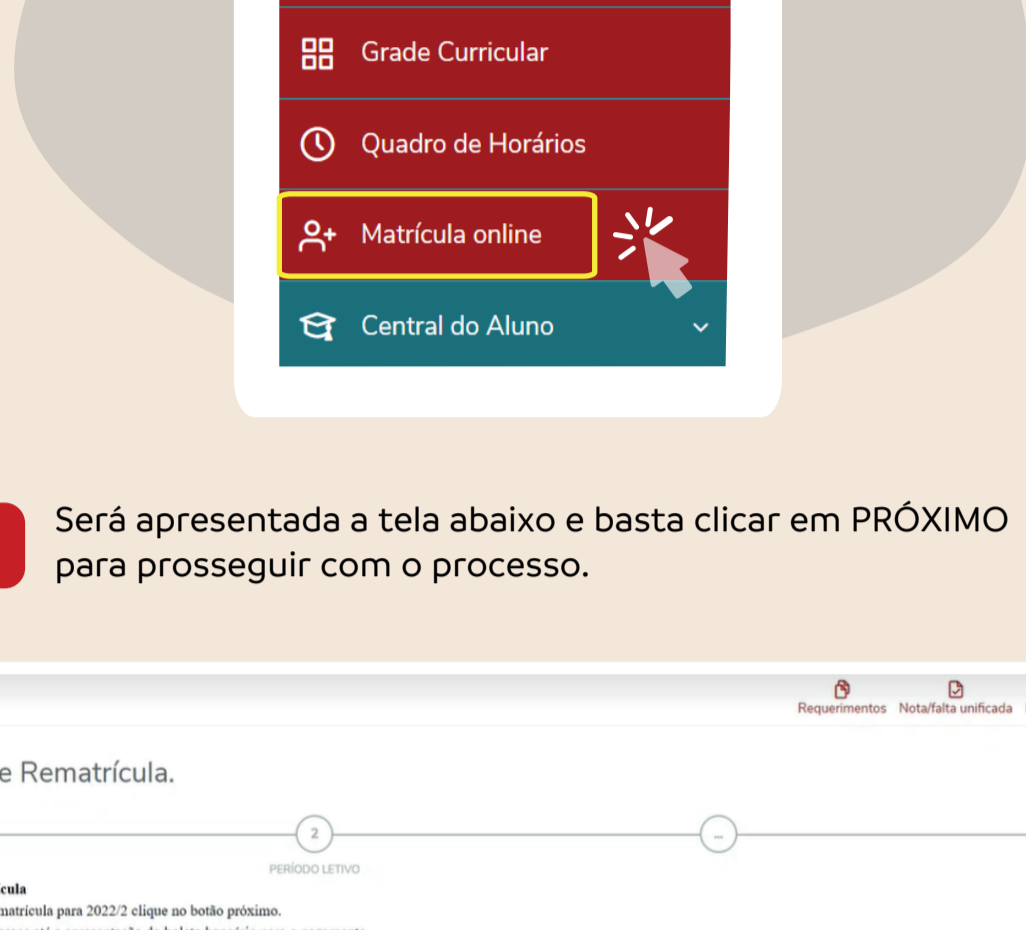 Grade Curricular
Quadro de Horários
Matrícula online
Central do Aluno
Será apresentada a tela abaixo e basta clicar em PRÓXIMO
para prosseguir com o processo.
Requerimentos Nota/falta unificada
e Rematrícula.
2
...
PERÍODO LETIVO
cula
matrícula para 2022/2 clique no botão próximo.